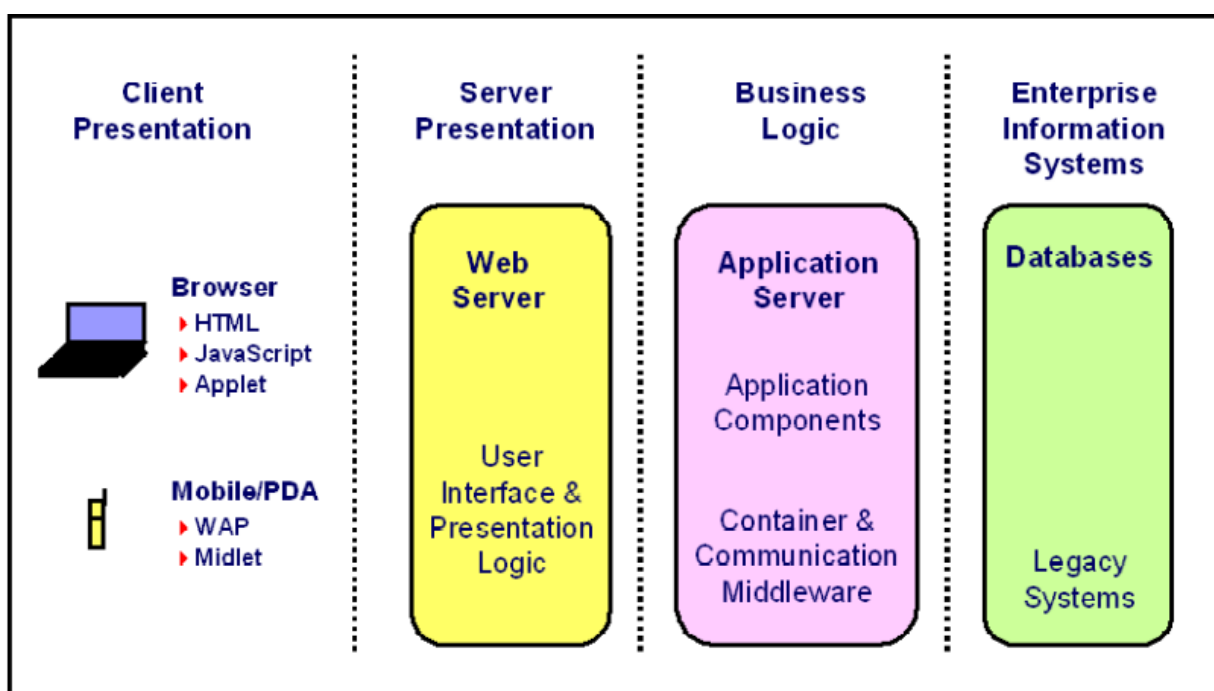 Client
Presentation
Server
Presentation
Business
Logic
Enterprise
Information
Systems
Browser
HTML
JavaScript
Applet
Mobile/PDA
WAP
Midlet
Web
Server
User
Interface &
Presentation
Logic
Application
Server
Application
Components
Container &
Communication
Middleware
Databases
Legacy
Systems